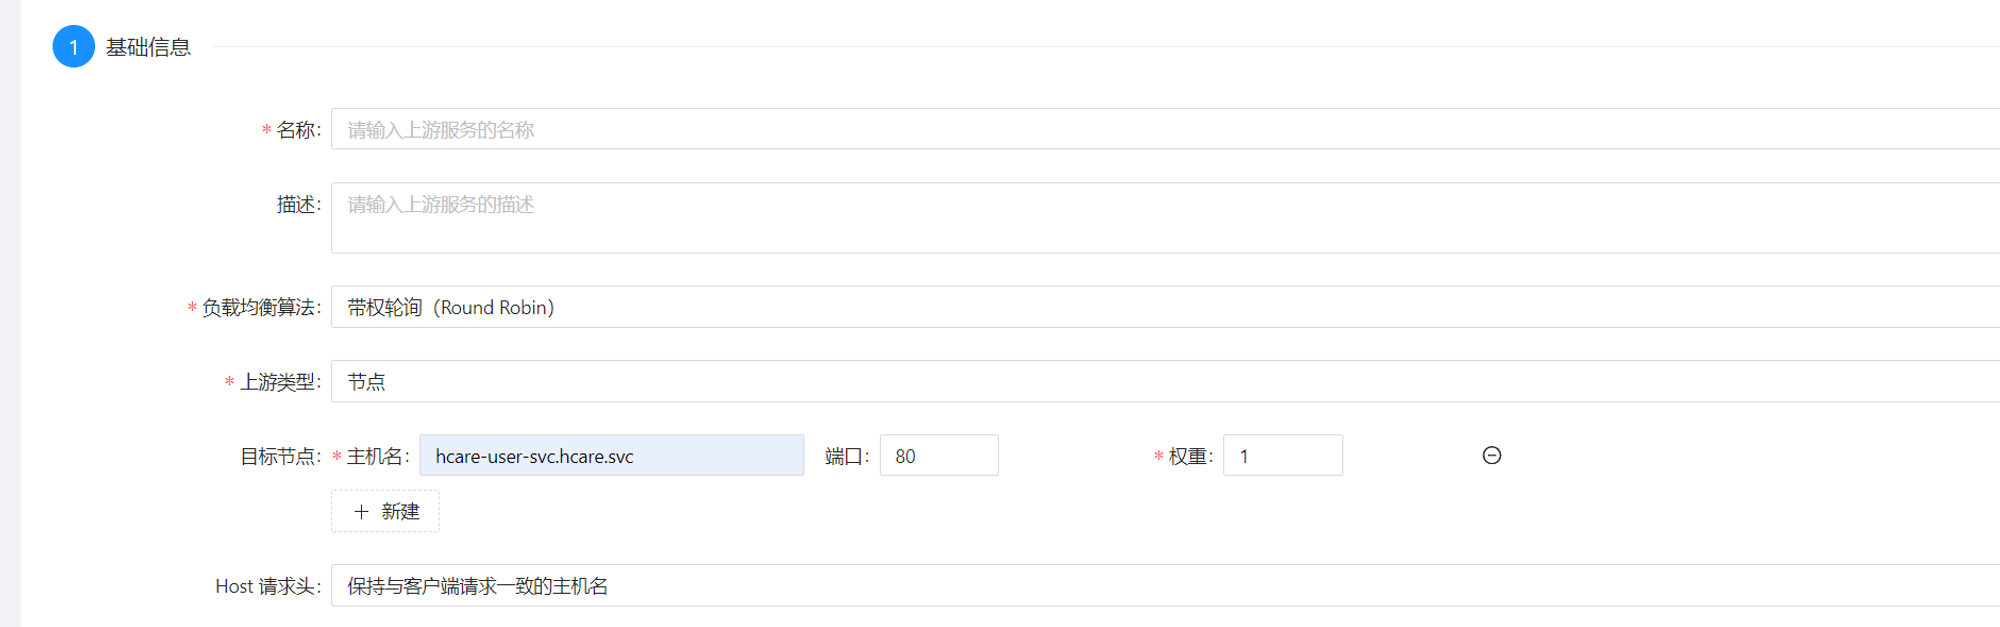 1 基础信息
* 名称: 请输入上游服务的名称
描述: 请输入上游服务的描述
* 负载均衡算法: 带权轮询（Round Robin）
* 上游类型: 节点
目标节点: * 主机名: hcare-user-svc.hcare.svc 端口: 80 * 权重: 1
+ 新建
Host 请求头: 保持与客户端请求一致的主机名